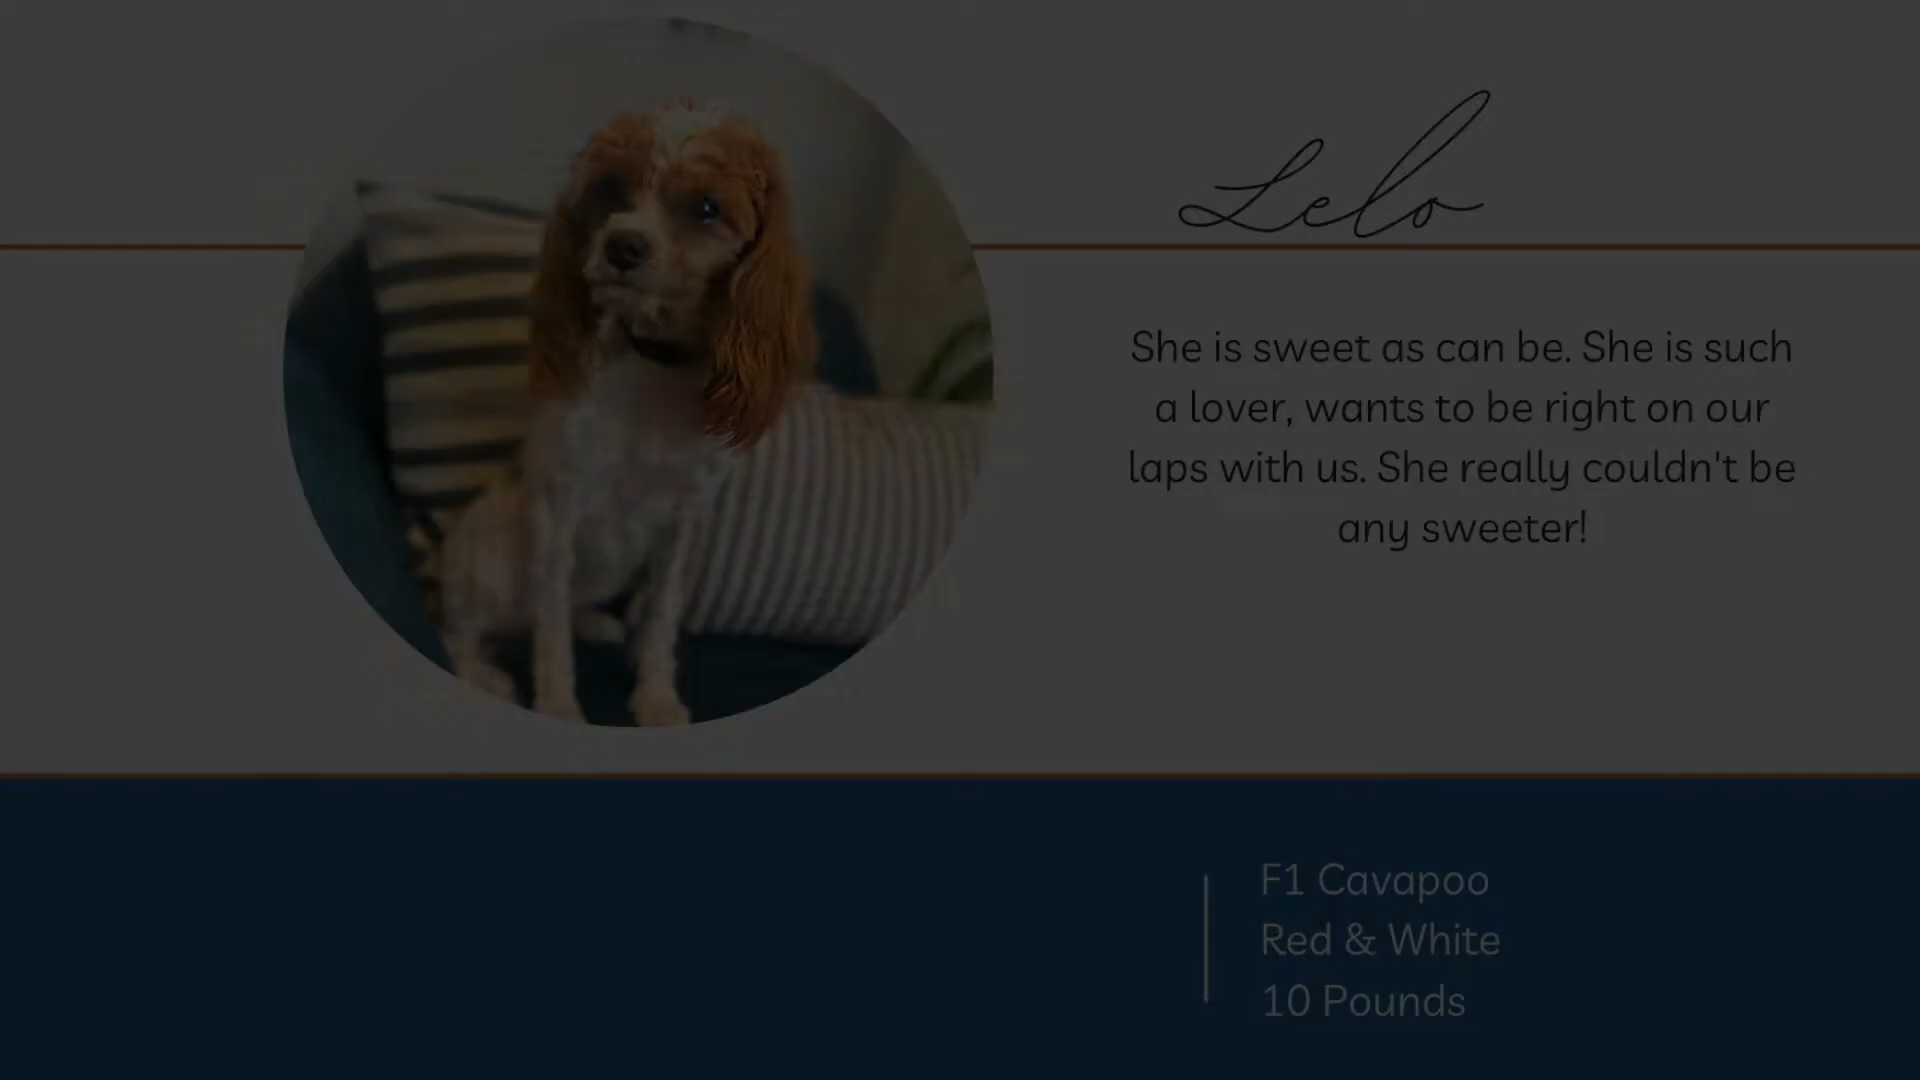 Lelo
She is sweet as can be. She is such
a lover, wants to be right on our
laps with us. She really couldn't be
any sweeter!
F1 Cavapoo
Red & White
10 Pounds